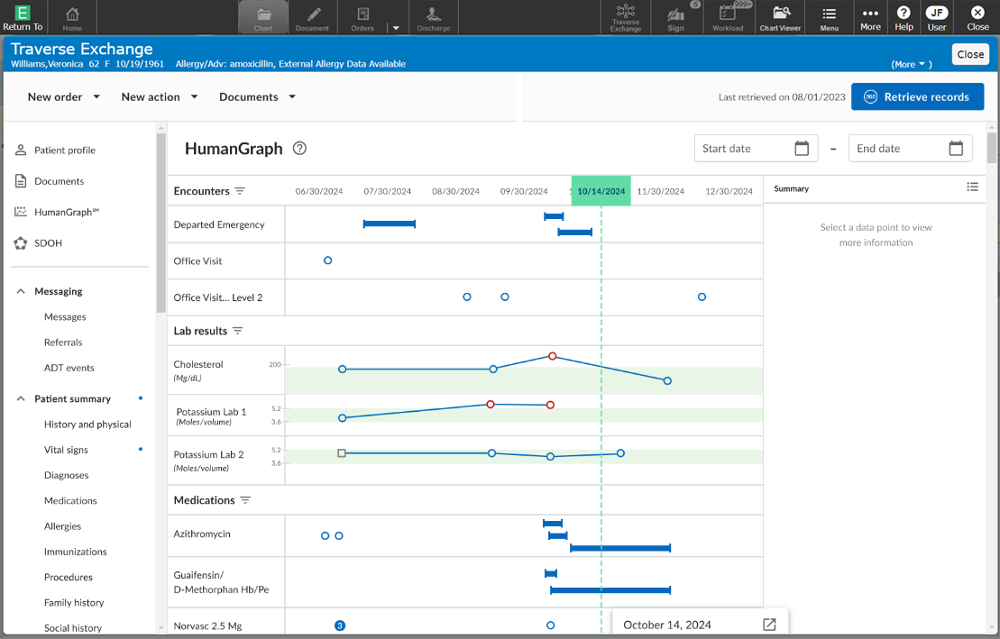 E
Return To
Home
Chart
Document
Orders
Discharge
Traverse
Exchange
6
Sign
999+
Workload
Chart Viewer
Menu
More
?
Help
JF
User
Close
Traverse Exchange
Williams,Veronica 62 F 10/19/1961 Allergy/Adv: amoxicillin, External Allergy Data Available
(More )
Close
New order
New action
Documents
Last retrieved on 08/01/2023
360
Retrieve records
Patient profile
Documents
HumanGraph℠
SDOH
Messaging
Messages
Referrals
ADT events
Patient summary
History and physical
Vital signs
Diagnoses
Medications
Allergies
Immunizations
Procedures
Family history
Social history
HumanGraph ?
Start date
–
End date
Encounters
06/30/2024 07/30/2024 08/30/2024 09/30/2024 10/14/2024 11/30/2024 12/30/2024
Departed Emergency
Office Visit
Office Visit... Level 2
Lab results
Cholesterol
(Mg/dL)
200
Potassium Lab 1
(Moles/volume)
5.2
3.6
Potassium Lab 2
(Moles/volume)
5.2
3.6
Medications
Azithromycin
Guaifensin/
D-Methorphan Hb/Pe
Norvasc 2.5 Mg
3
October 14, 2024
Summary
Select a data point to view
more information